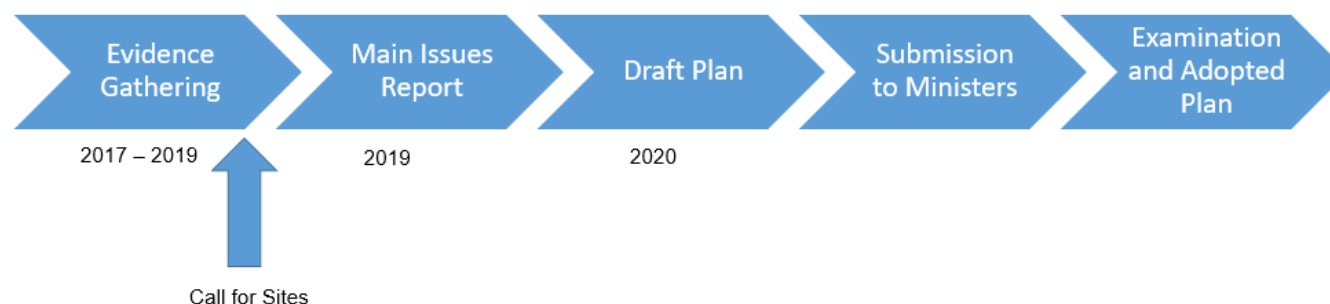 Evidence
Gathering
Main Issues
Report
Draft Plan
Submission
to Ministers
Examination
and Adopted
Plan
2017 – 2019
2019
2020
Call for Sites